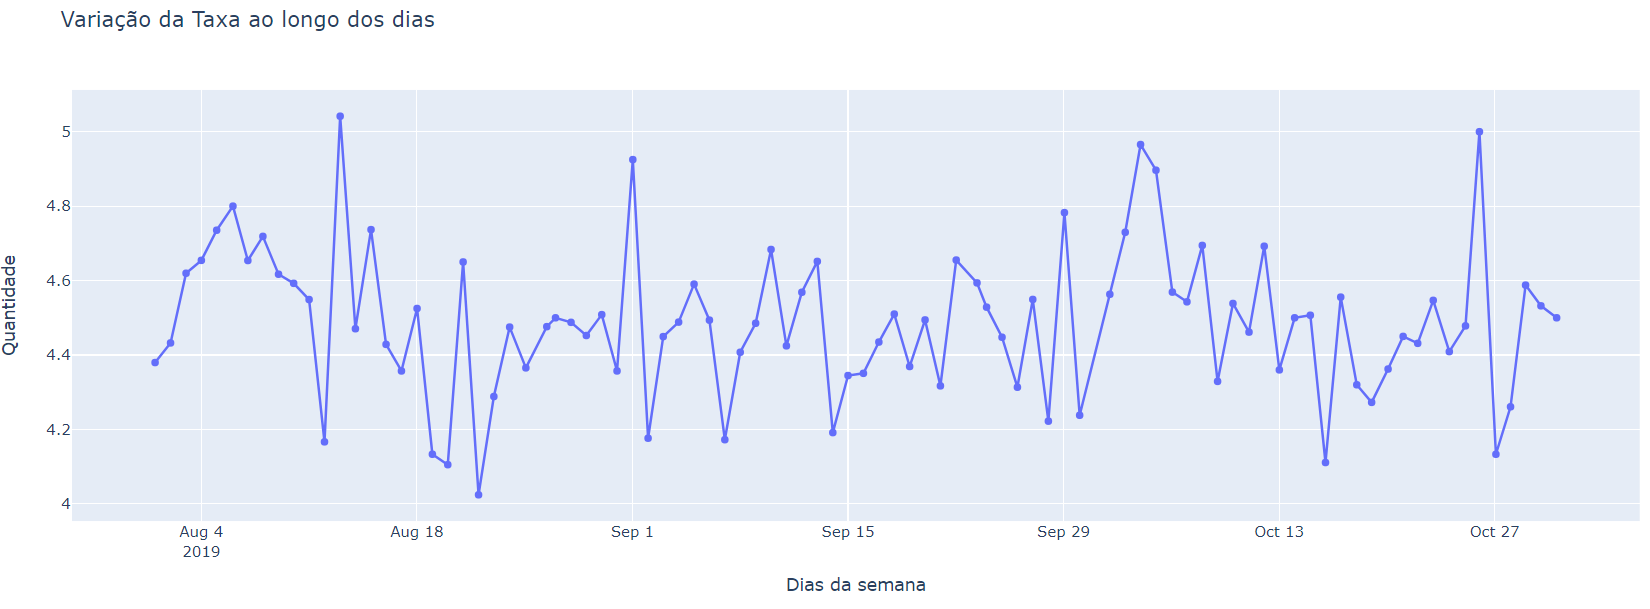 Variação da Taxa ao longo dos dias
Quantidade
5
4.8
4.6
4.4
4.2
4
Aug 4
2019
Aug 18
Sep 1
Sep 15
Sep 29
Oct 13
Oct 27
Dias da semana